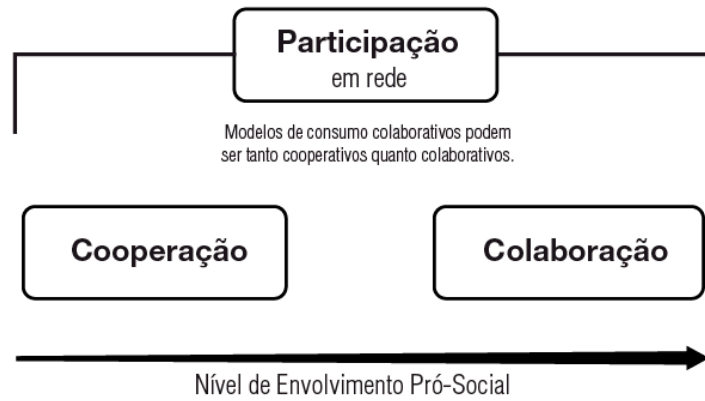 Participação
em rede
Modelos de consumo colaborativos podem
ser tanto cooperativos quanto colaborativos.
Cooperação
Colaboração
Nível de Envolvimento Pró-Social